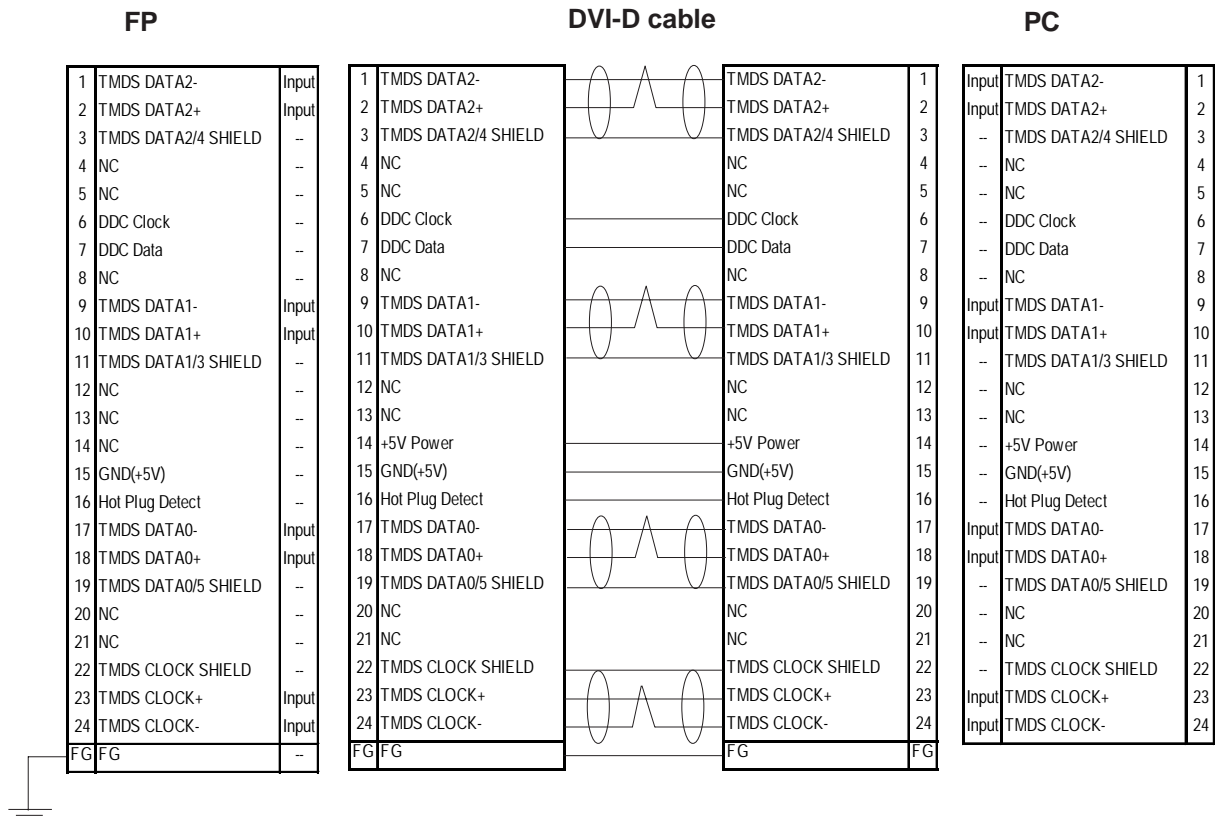 FP DVI-D cable PC
1 TMDS DATA2- Input 1 TMDS DATA2- TMDS DATA2- 1 Input TMDS DATA2- 1
2 TMDS DATA2+ Input 2 TMDS DATA2+ TMDS DATA2+ 2 Input TMDS DATA2+ 2
3 TMDS DATA2/4 SHIELD -- 3 TMDS DATA2/4 SHIELD TMDS DATA2/4 SHIELD 3 -- TMDS DATA2/4 SHIELD 3
4 NC -- 4 NC NC 4 -- NC 4
5 NC -- 5 NC NC 5 -- NC 5
6 DDC Clock -- 6 DDC Clock DDC Clock 6 -- DDC Clock 6
7 DDC Data -- 7 DDC Data DDC Data 7 -- DDC Data 7
8 NC -- 8 NC NC 8 -- NC 8
9 TMDS DATA1- Input 9 TMDS DATA1- TMDS DATA1- 9 Input TMDS DATA1- 9
10 TMDS DATA1+ Input 10 TMDS DATA1+ TMDS DATA1+ 10 Input TMDS DATA1+ 10
11 TMDS DATA1/3 SHIELD -- 11 TMDS DATA1/3 SHIELD TMDS DATA1/3 SHIELD 11 -- TMDS DATA1/3 SHIELD 11
12 NC -- 12 NC NC 12 -- NC 12
13 NC -- 13 NC NC 13 -- NC 13
14 NC -- 14 +5V Power +5V Power 14 -- +5V Power 14
15 GND(+5V) -- 15 GND(+5V) GND(+5V) 15 -- GND(+5V) 15
16 Hot Plug Detect -- 16 Hot Plug Detect Hot Plug Detect 16 -- Hot Plug Detect 16
17 TMDS DATA0- Input 17 TMDS DATA0- TMDS DATA0- 17 Input TMDS DATA0- 17
18 TMDS DATA0+ Input 18 TMDS DATA0+ TMDS DATA0+ 18 Input TMDS DATA0+ 18
19 TMDS DATA0/5 SHIELD -- 19 TMDS DATA0/5 SHIELD TMDS DATA0/5 SHIELD 19 -- TMDS DATA0/5 SHIELD 19
20 NC -- 20 NC NC 20 -- NC 20
21 NC -- 21 NC NC 21 -- NC 21
22 TMDS CLOCK SHIELD -- 22 TMDS CLOCK SHIELD TMDS CLOCK SHIELD 22 -- TMDS CLOCK SHIELD 22
23 TMDS CLOCK+ Input 23 TMDS CLOCK+ TMDS CLOCK+ 23 Input TMDS CLOCK+ 23
24 TMDS CLOCK- Input 24 TMDS CLOCK- TMDS CLOCK- 24 Input TMDS CLOCK- 24
FG FG -- FG FG FG FG